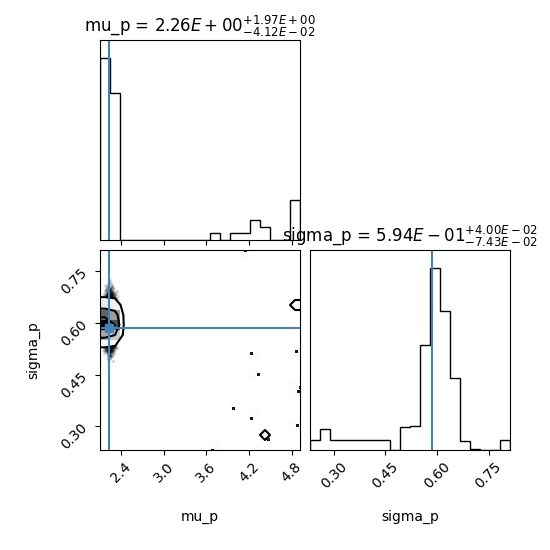 mu_p = 2.26E+00+1.97E+00−4.12E−02
sigma_p = 5.94E−01+4.00E−02−7.43E−02
0.75
0.60
0.45
0.30
sigma_p
2.4 3.0 3.6 4.2 4.8
mu_p
0.30 0.45 0.60 0.75
sigma_p